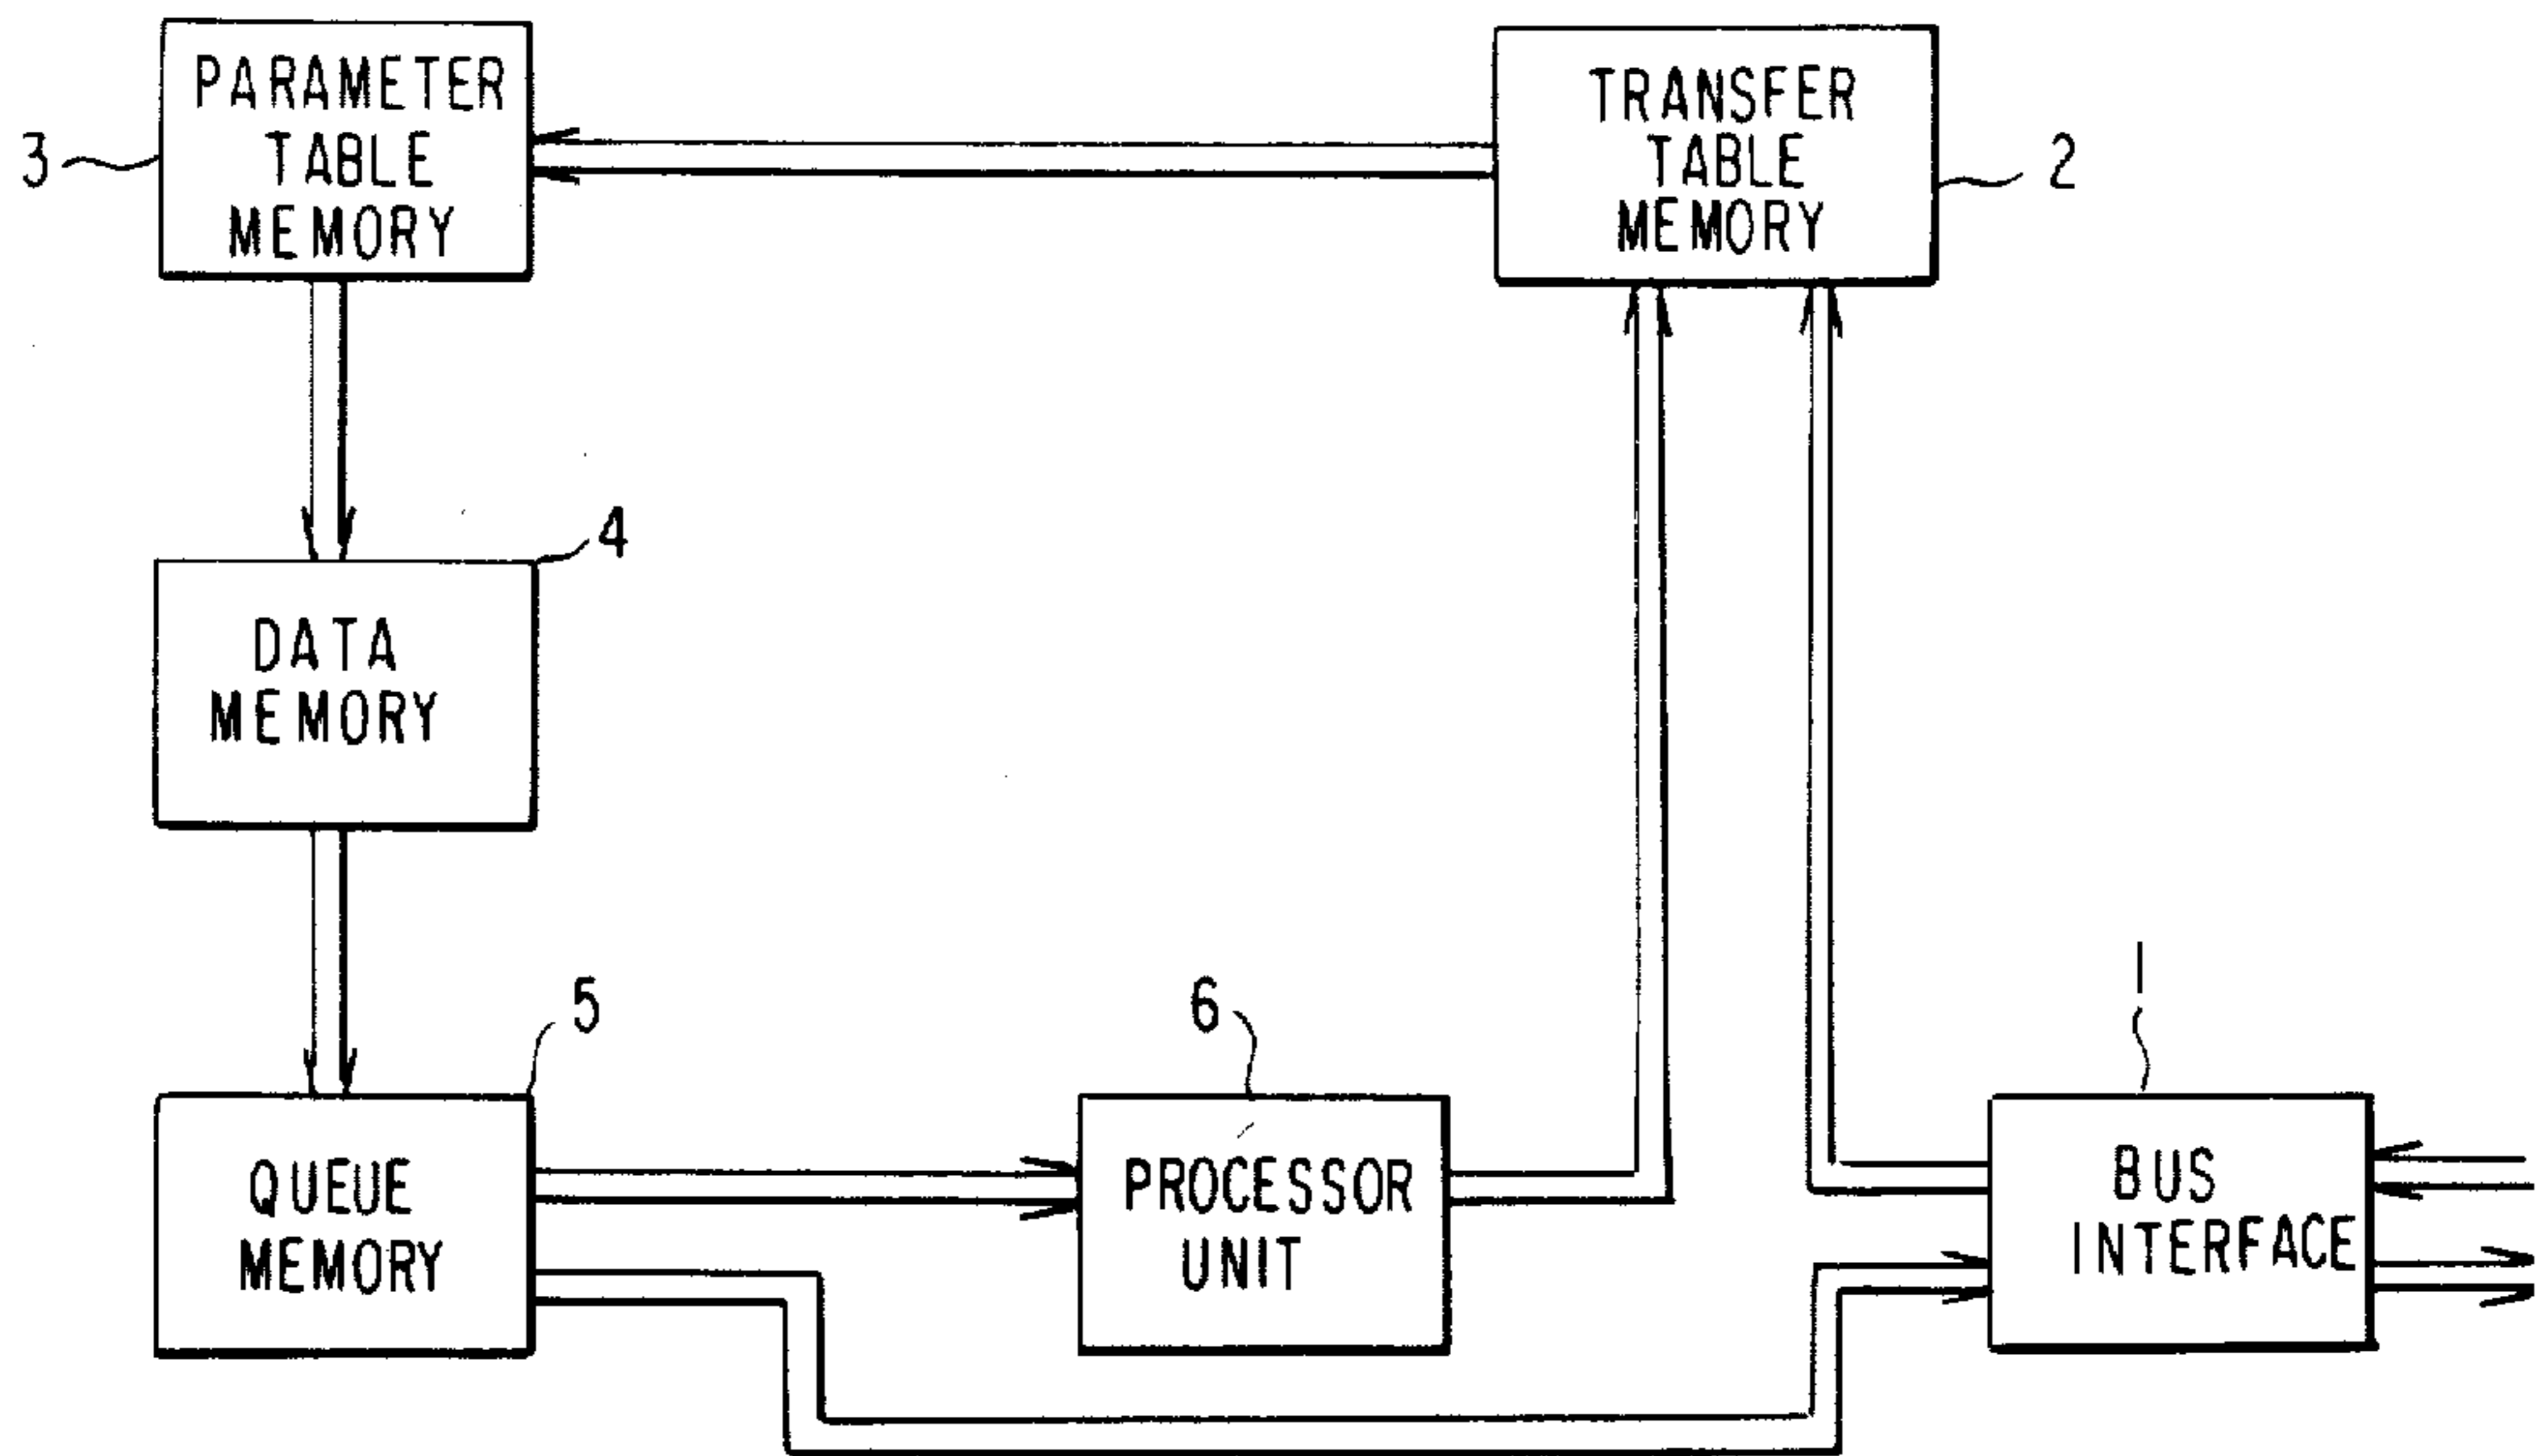 PARAMETER
TABLE
MEMORY
3
TRANSFER
TABLE
MEMORY
2
4
DATA
MEMORY
5
QUEUE
MEMORY
6
PROCESSOR
UNIT
1
BUS
INTERFACE